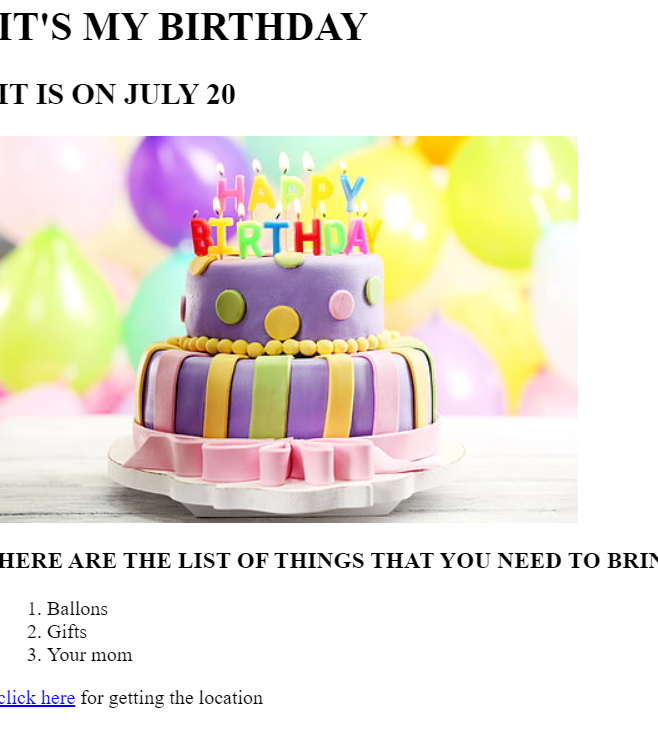 IT'S MY BIRTHDAY
IT IS ON JULY 20
HAPPY
BIRTHDAY
HERE ARE THE LIST OF THINGS THAT YOU NEED TO BRIN
1. Ballons
2. Gifts
3. Your mom
click here for getting the location